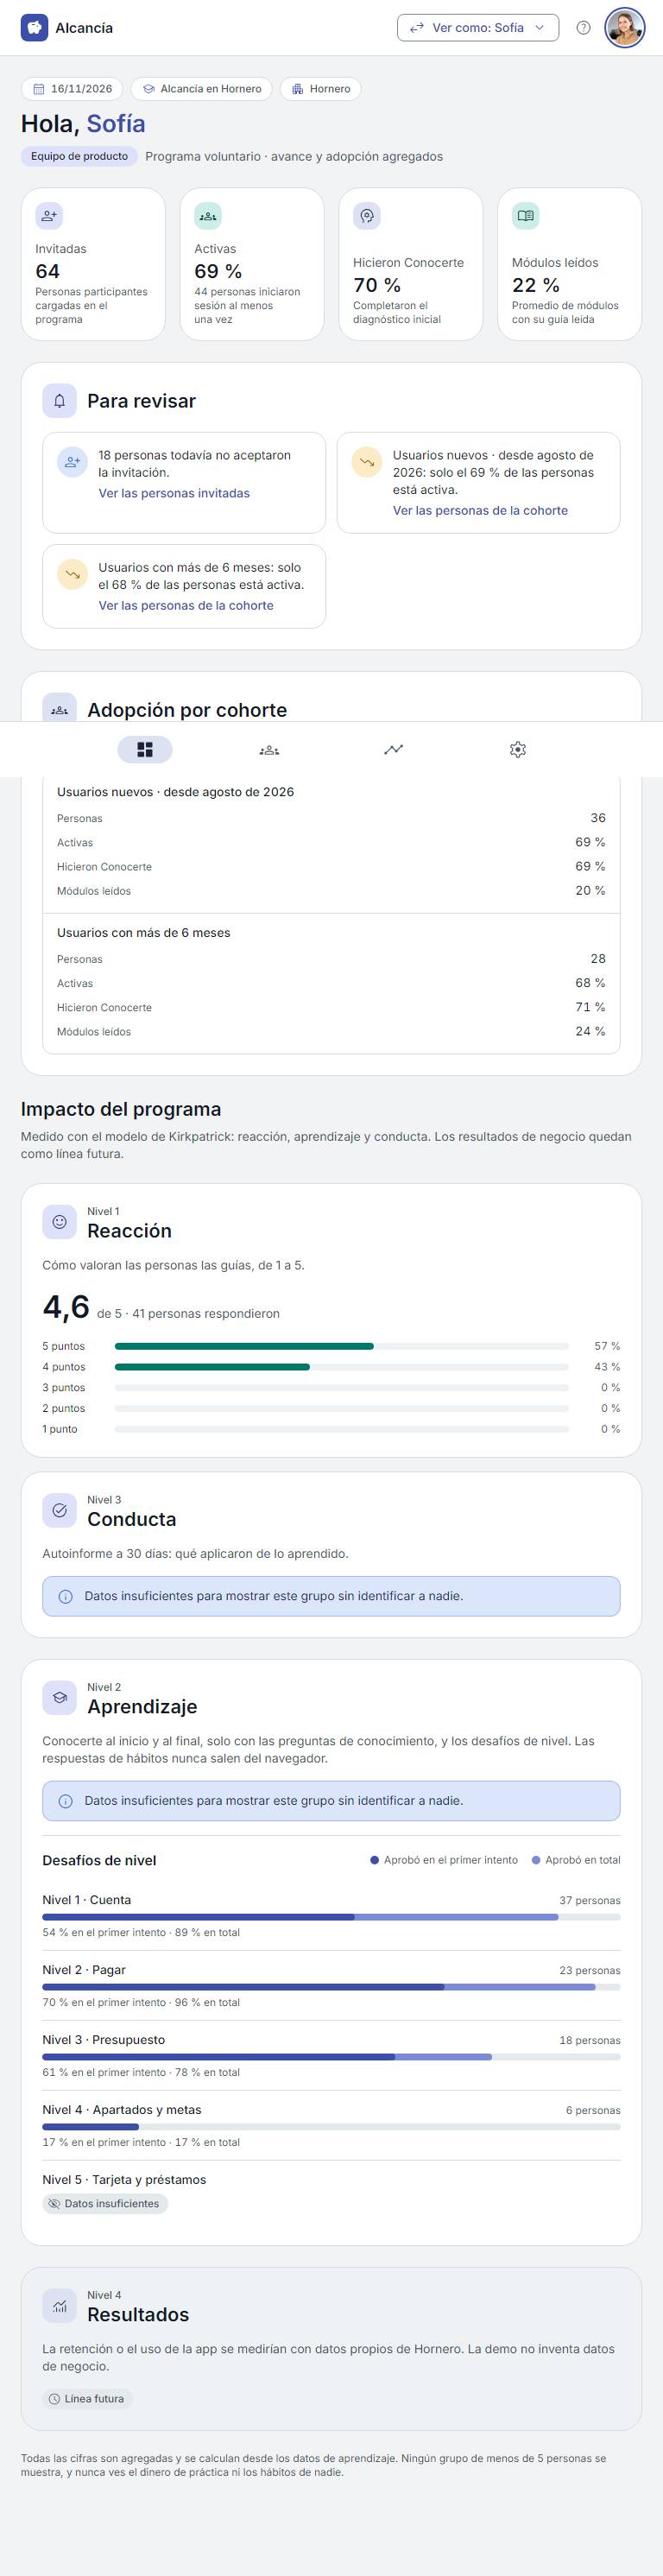 Alcancía
Ver como: Sofía
16/11/2026
Alcancía en Hornero
Hornero
Hola, Sofía
Equipo de producto
Programa voluntario · avance y adopción agregados
Invitadas
64
Personas participantes
cargadas en el
programa
Activas
69 %
44 personas iniciaron
sesión al menos
una vez
Hicieron Conocerte
70 %
Completaron el
diagnóstico inicial
Módulos leídos
22 %
Promedio de módulos
con su guía leída
Para revisar
18 personas todavía no aceptaron
la invitación.
Ver las personas invitadas
Usuarios nuevos · desde agosto de
2026: solo el 69 % de las personas
está activa.
Ver las personas de la cohorte
Usuarios con más de 6 meses: solo
el 68 % de las personas está activa.
Ver las personas de la cohorte
Adopción por cohorte
Usuarios nuevos · desde agosto de 2026
Personas 36
Activas 69 %
Hicieron Conocerte 69 %
Módulos leídos 20 %
Usuarios con más de 6 meses
Personas 28
Activas 68 %
Hicieron Conocerte 71 %
Módulos leídos 24 %
Impacto del programa
Medido con el modelo de Kirkpatrick: reacción, aprendizaje y conducta. Los resultados de negocio quedan
como línea futura.
Nivel 1
Reacción
Cómo valoran las personas las guías, de 1 a 5.
4,6 de 5 · 41 personas respondieron
5 puntos 57 %
4 puntos 43 %
3 puntos 0 %
2 puntos 0 %
1 punto 0 %
Nivel 3
Conducta
Autoinforme a 30 días: qué aplicaron de lo aprendido.
Datos insuficientes para mostrar este grupo sin identificar a nadie.
Nivel 2
Aprendizaje
Conocerte al inicio y al final, solo con las preguntas de conocimiento, y los desafíos de nivel. Las
respuestas de hábitos nunca salen del navegador.
Datos insuficientes para mostrar este grupo sin identificar a nadie.
Desafíos de nivel
Aprobó en el primer intento
Aprobó en total
Nivel 1 · Cuenta 37 personas
54 % en el primer intento · 89 % en total
Nivel 2 · Pagar 23 personas
70 % en el primer intento · 96 % en total
Nivel 3 · Presupuesto 18 personas
61 % en el primer intento · 78 % en total
Nivel 4 · Apartados y metas 6 personas
17 % en el primer intento · 17 % en total
Nivel 5 · Tarjeta y préstamos
Datos insuficientes
Nivel 4
Resultados
La retención o el uso de la app se medirían con datos propios de Hornero. La demo no inventa datos
de negocio.
Línea futura
Todas las cifras son agregadas y se calculan desde los datos de aprendizaje. Ningún grupo de menos de 5 personas se
muestra, y nunca ves el dinero de práctica ni los hábitos de nadie.